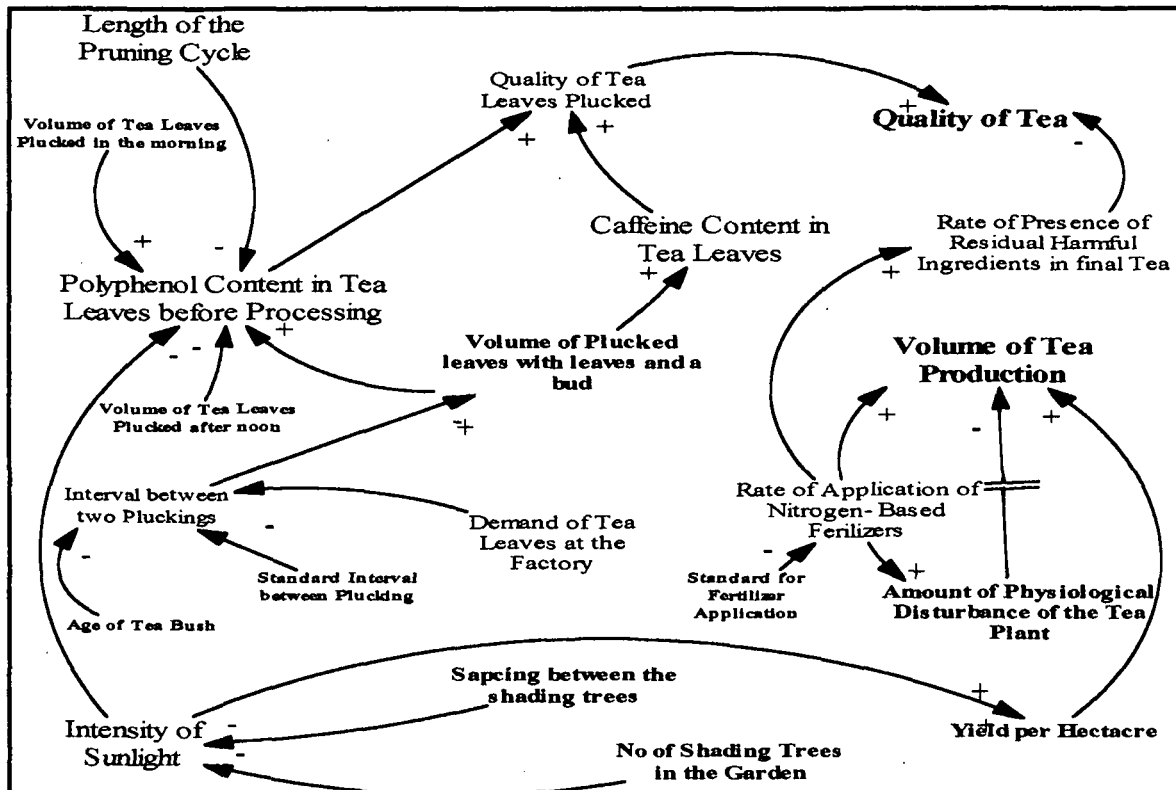 Length of the
Pruning Cycle
Quality of Tea
Leaves Plucked
+
Quality of Tea
-
Volume of Tea Leaves
Plucked in the morning
+
+
+
-
Caffeine Content in
Tea Leaves
+
Rate of Presence of
Residual Harmful
Ingredients in final Tea
+
Polyphenol Content in Tea
Leaves before Processing
- -
+
Volume of Plucked
leaves with leaves and a
bud
-
+
Volume of Tea
Production
+
-
+
Volume of Tea Leaves
Plucked after noon
Interval between
two Pluckings
-
-
Demand of Tea
Leaves at the
Factory
Rate of Application of
Nitrogen-Based
Ferilizers
-
+
Standard Interval
between Plucking
Standard for
Fertilizer
Application
Amount of Physiological
Disturbance of the Tea
Plant
Age of Tea Bush
Sapcing between the
shading trees
+
+
Intensity of
Sunlight
-
-
Yield per Hectacre
No of Shading Trees
in the Garden